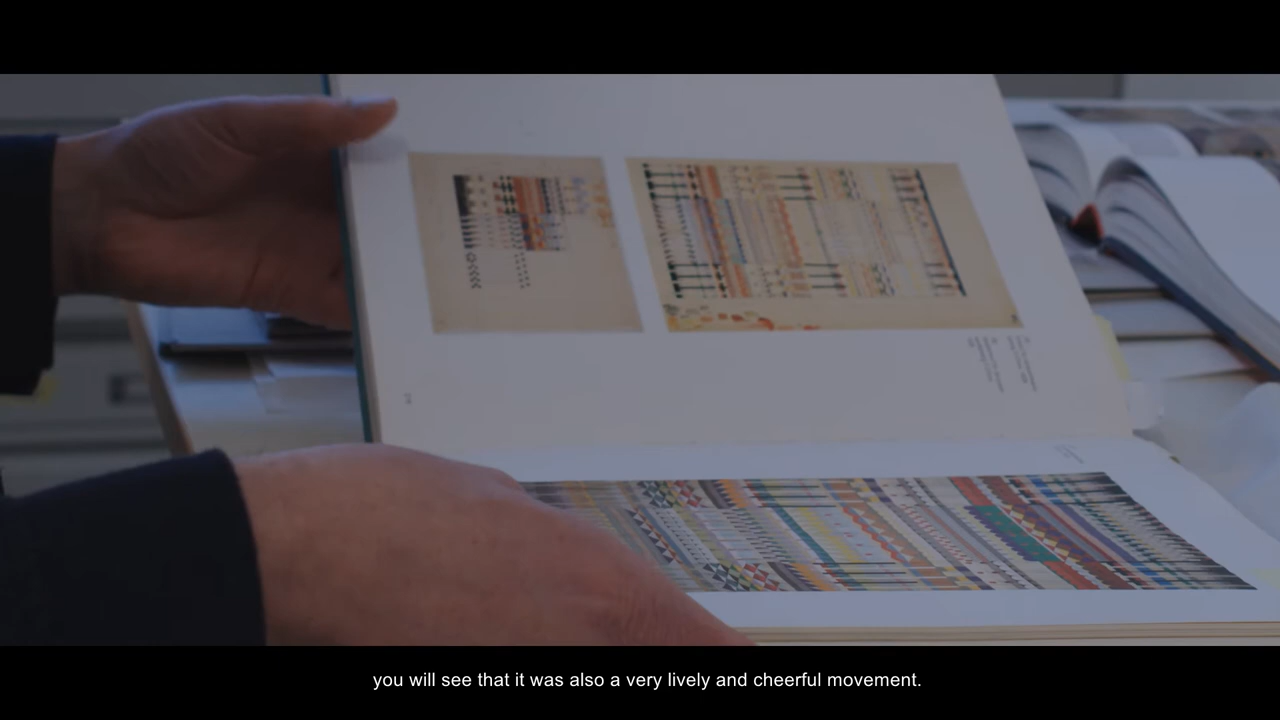 you will see that it was also a very lively and cheerful movement.